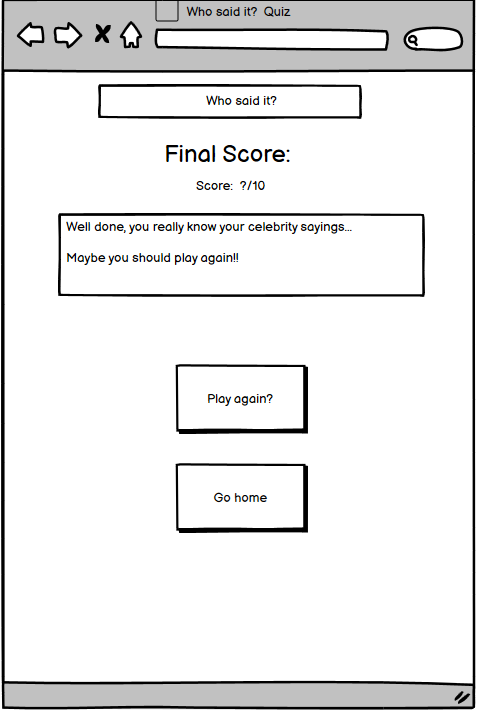 Who said it? Quiz
Who said it?
Final Score:
Score: ?/10
Well done, you really know your celebrity sayings...
Maybe you should play again!!
Play again?
Go home